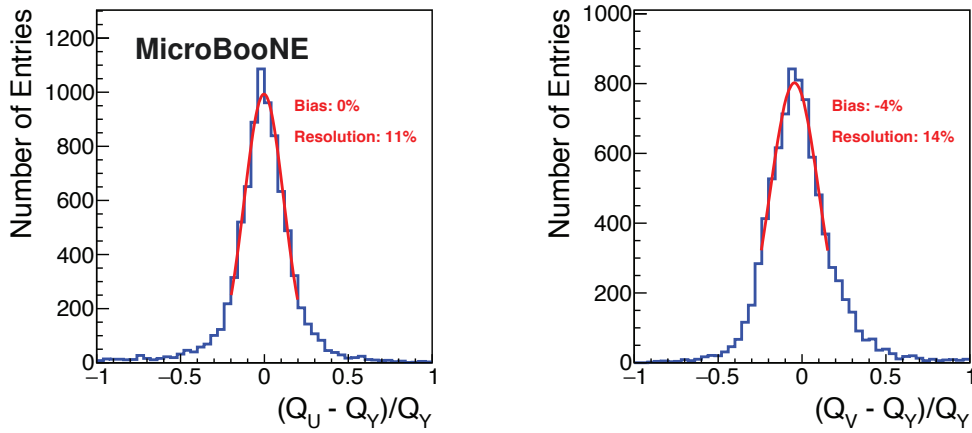 MicroBooNE
Number of Entries
Bias: 0%
Resolution: 11%
1200
1000
800
600
400
200
0
−1
−0.5
0
0.5
1
(Q_U - Q_Y)/Q_Y
Number of Entries
Bias: -4%
Resolution: 14%
1000
800
600
400
200
0
−1
−0.5
0
0.5
1
(Q_V - Q_Y)/Q_Y